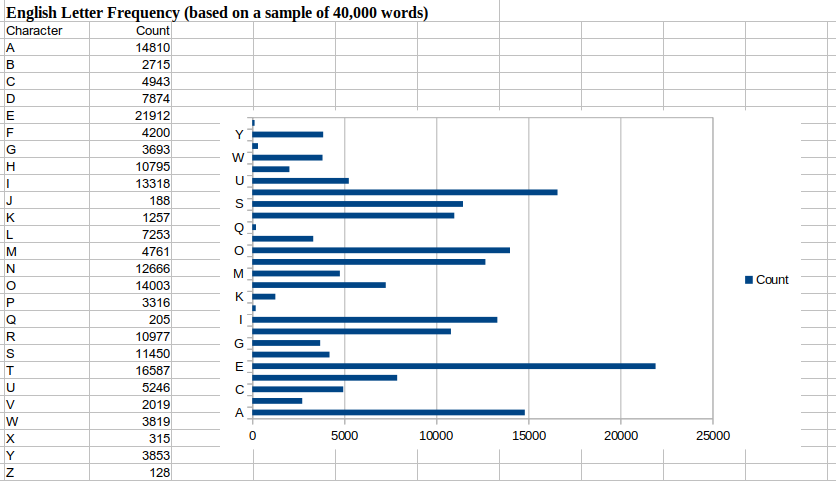 English Letter Frequency (based on a sample of 40,000 words)
Character Count
A 14810
B 2715
C 4943
D 7874
E 21912
F 4200
G 3693
H 10795
I 13318
J 188
K 1257
L 7253
M 4761
N 12666
O 14003
P 3316
Q 205
R 10977
S 11450
T 16587
U 5246
V 2019
W 3819
X 315
Y 3853
Z 128
Y
W
U
S
Q
O
M
K
I
G
E
C
A
0 5000 10000 15000 20000 25000
Count